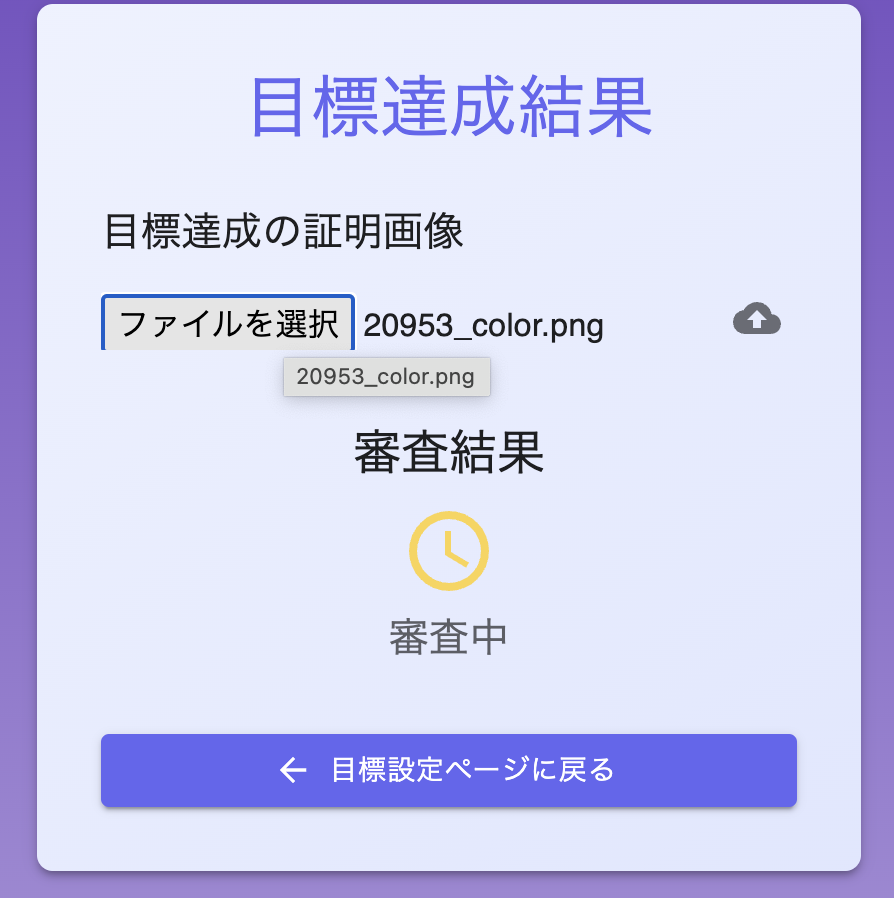 目標達成結果
目標達成の証明画像
ファイルを選択 20953_color.png
20953_color.png
審査結果
審査中
目標設定ページに戻る